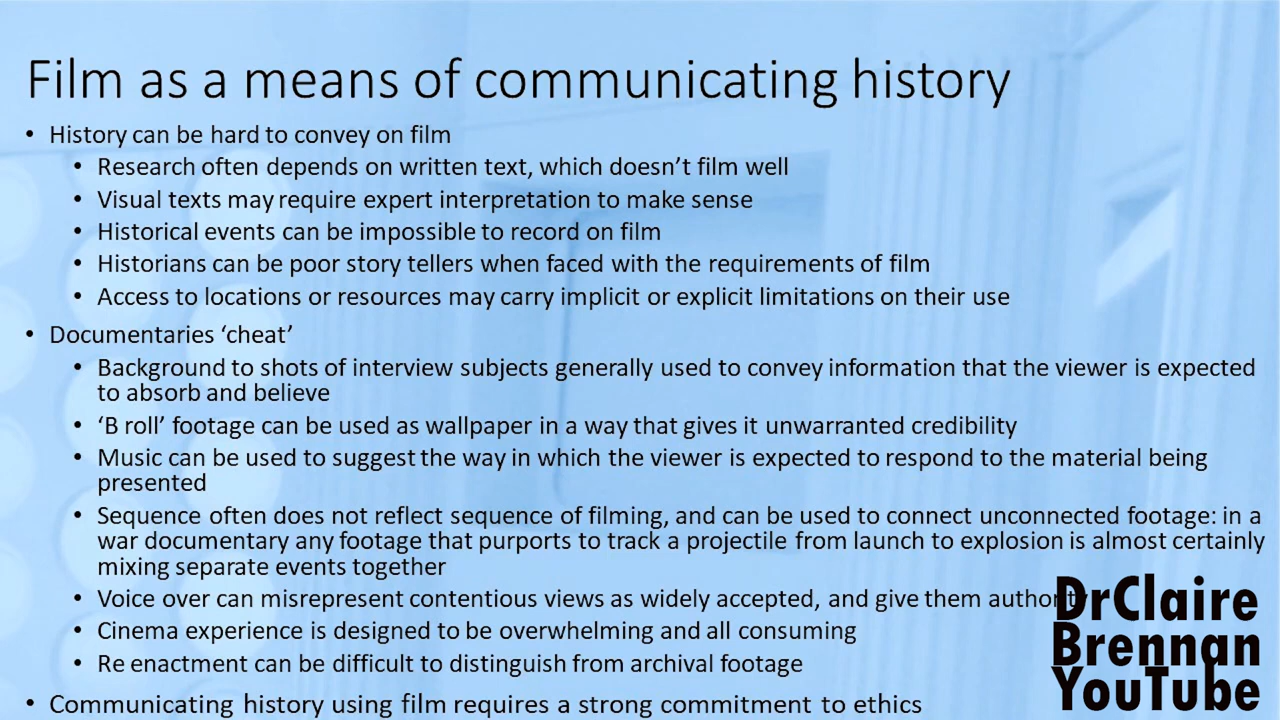 Film as a means of communicating history
• History can be hard to convey on film
• Research often depends on written text, which doesn’t film well
• Visual texts may require expert interpretation to make sense
• Historical events can be impossible to record on film
• Historians can be poor story tellers when faced with the requirements of film
• Access to locations or resources may carry implicit or explicit limitations on their use
• Documentaries ‘cheat’
• Background to shots of interview subjects generally used to convey information that the viewer is expected
to absorb and believe
• ‘B roll’ footage can be used as wallpaper in a way that gives it unwarranted credibility
• Music can be used to suggest the way in which the viewer is expected to respond to the material being
presented
• Sequence often does not reflect sequence of filming, and can be used to connect unconnected footage: in a
war documentary any footage that purports to track a projectile from launch to explosion is almost certainly
mixing separate events together
• Voice over can misrepresent contentious views as widely accepted, and give them authority
• Cinema experience is designed to be overwhelming and all consuming
• Re enactment can be difficult to distinguish from archival footage
• Communicating history using film requires a strong commitment to ethics
DrClaire
Brennan
YouTube